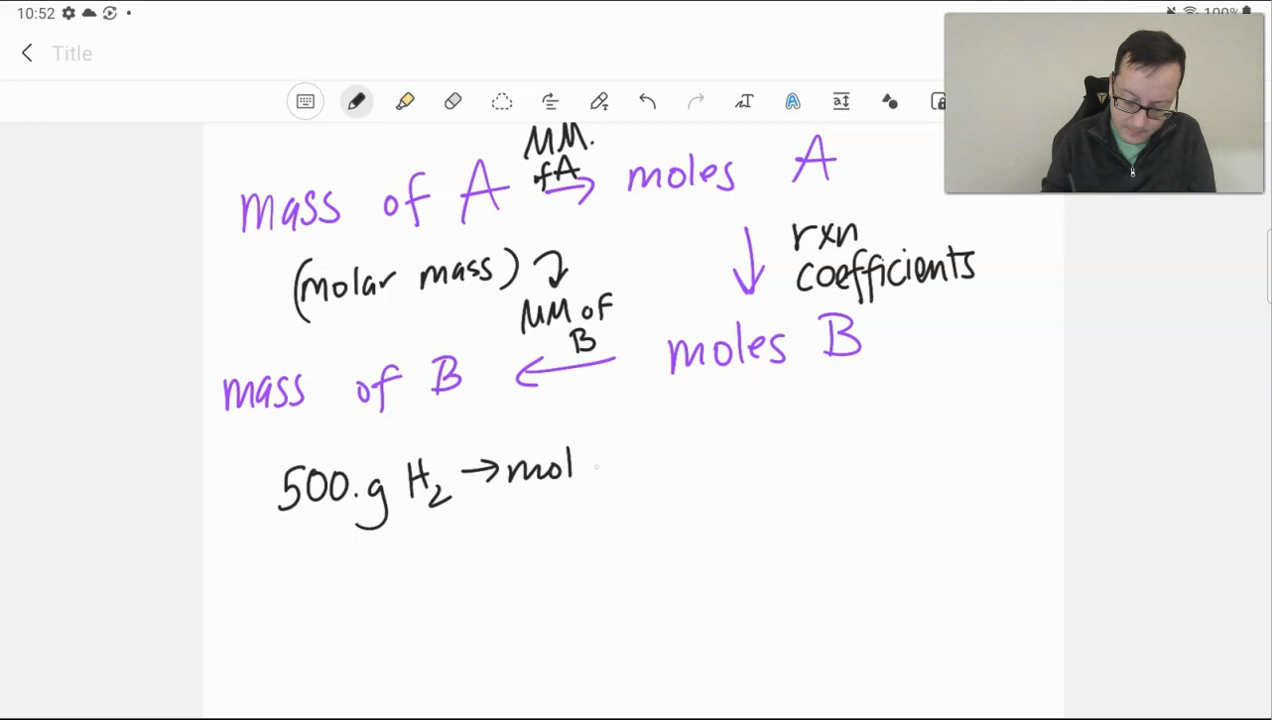 10:52
100%
Title
MM.
of A
mass of A → moles A
rxn
coefficients
(molar mass)
MM of
B
mass of B ← moles B
500. g H₂ → mol